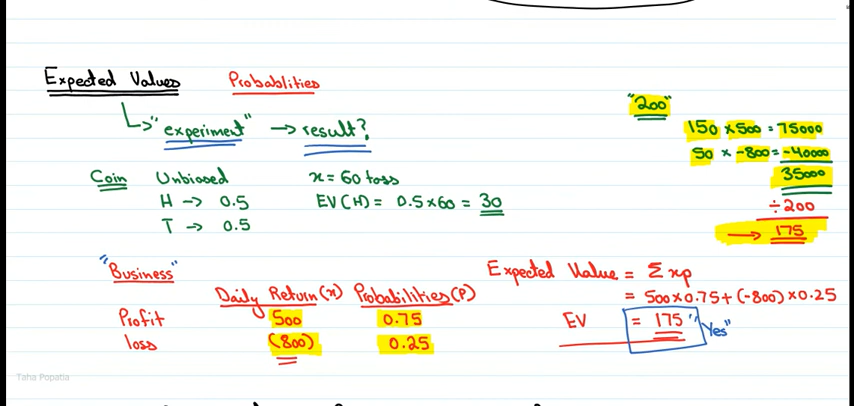 Expected Values Probablities
"experiment" → result?
Coin Unbiased x = 60 toss
H → 0.5 EV(H) = 0.5 x 60 = 30
T → 0.5
"200"
150 x 500 = 75000
50 x -800 = -40000
35000
÷ 200
→ 175
"Business"
Daily Return(x) Probabilities(P)
Profit 500 0.75
loss (800) 0.25
Expected Value = Σxp
= 500 x 0.75 + (-800) x 0.25
EV = 175 "Yes"
Taha Popatia